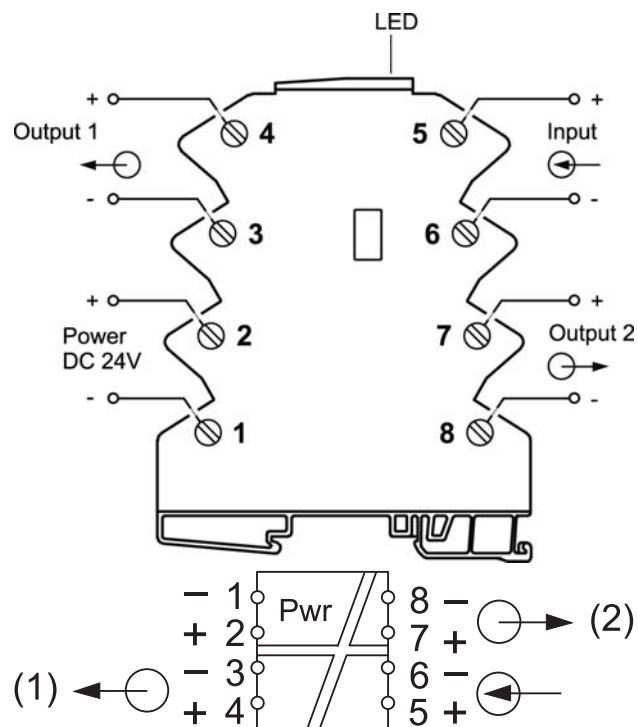 LED
+ +
Output 1 4 5 Input
- -
3 6
+ +
Power DC 24V 2 7 Output 2
- -
1 8
− 1 Pwr 8 − (2)
+ 2 7 +
(1) − 3 6 −
+ 4 5 +